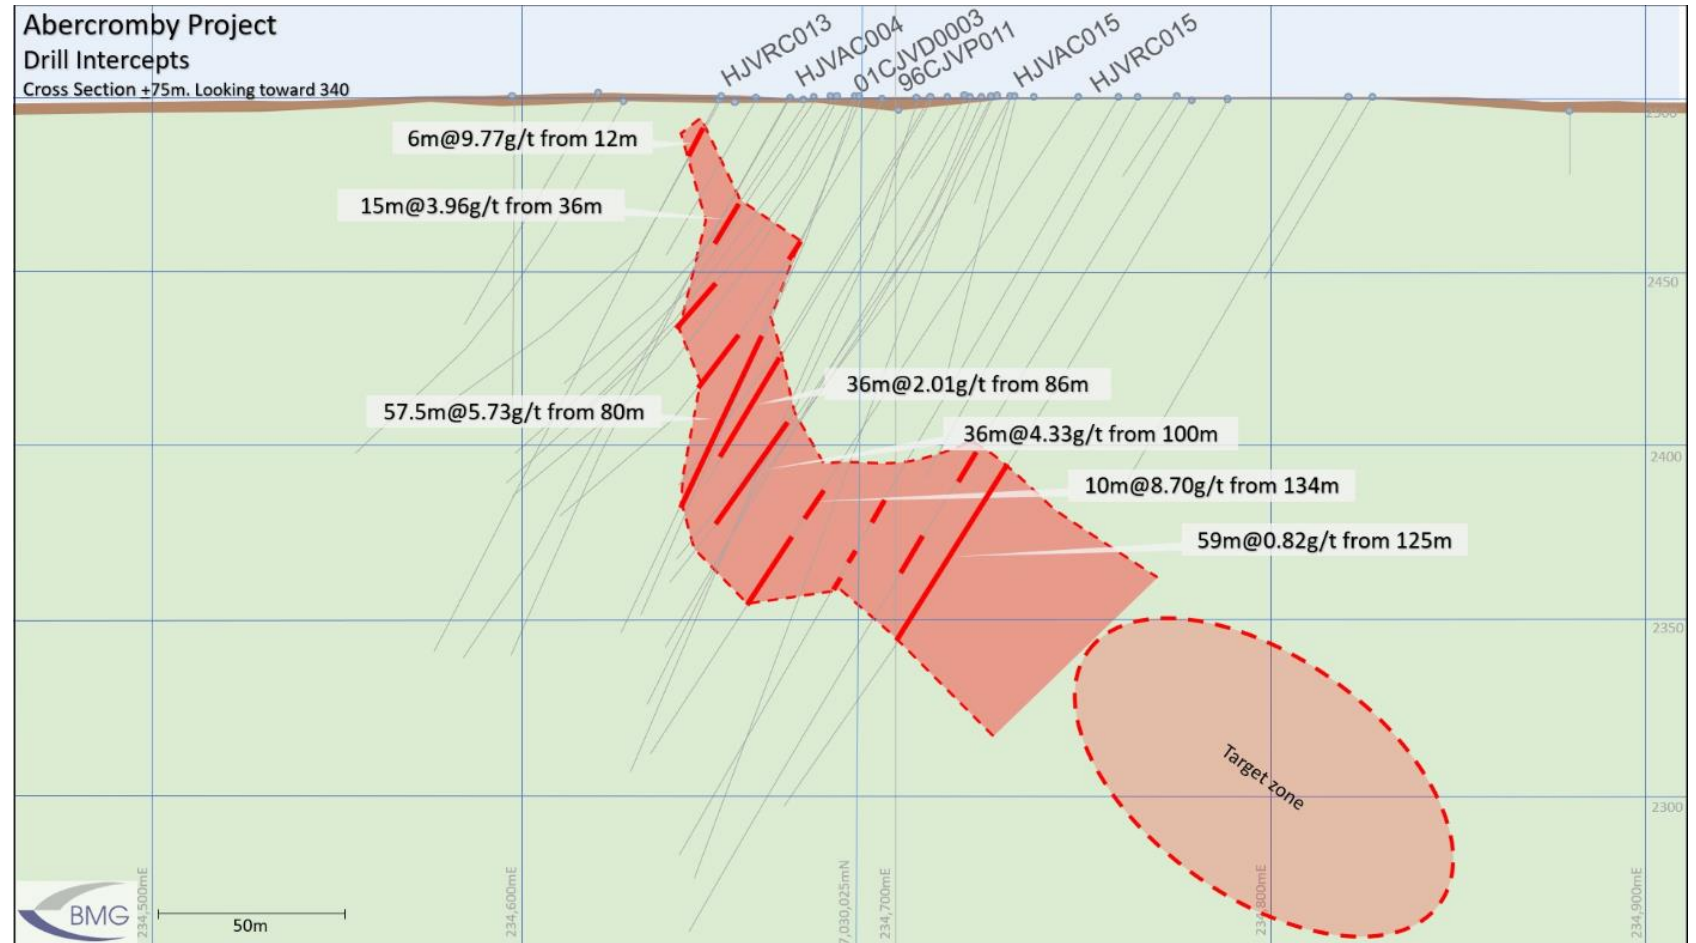 Abercromby Project
Drill Intercepts
Cross Section +75m. Looking toward 340
HJVRC013
HJVAC004
01CJVD0003
96CJVP011
HJVAC015
HJVRC015
2500
6m@9.77g/t from 12m
15m@3.96g/t from 36m
2450
36m@2.01g/t from 86m
57.5m@5.73g/t from 80m
36m@4.33g/t from 100m
2400
10m@8.70g/t from 134m
59m@0.82g/t from 125m
2350
Target zone
2300
234,500mE
234,600mE
7,030,025mN
234,700mE
234,800mE
234,900mE
BMG
50m